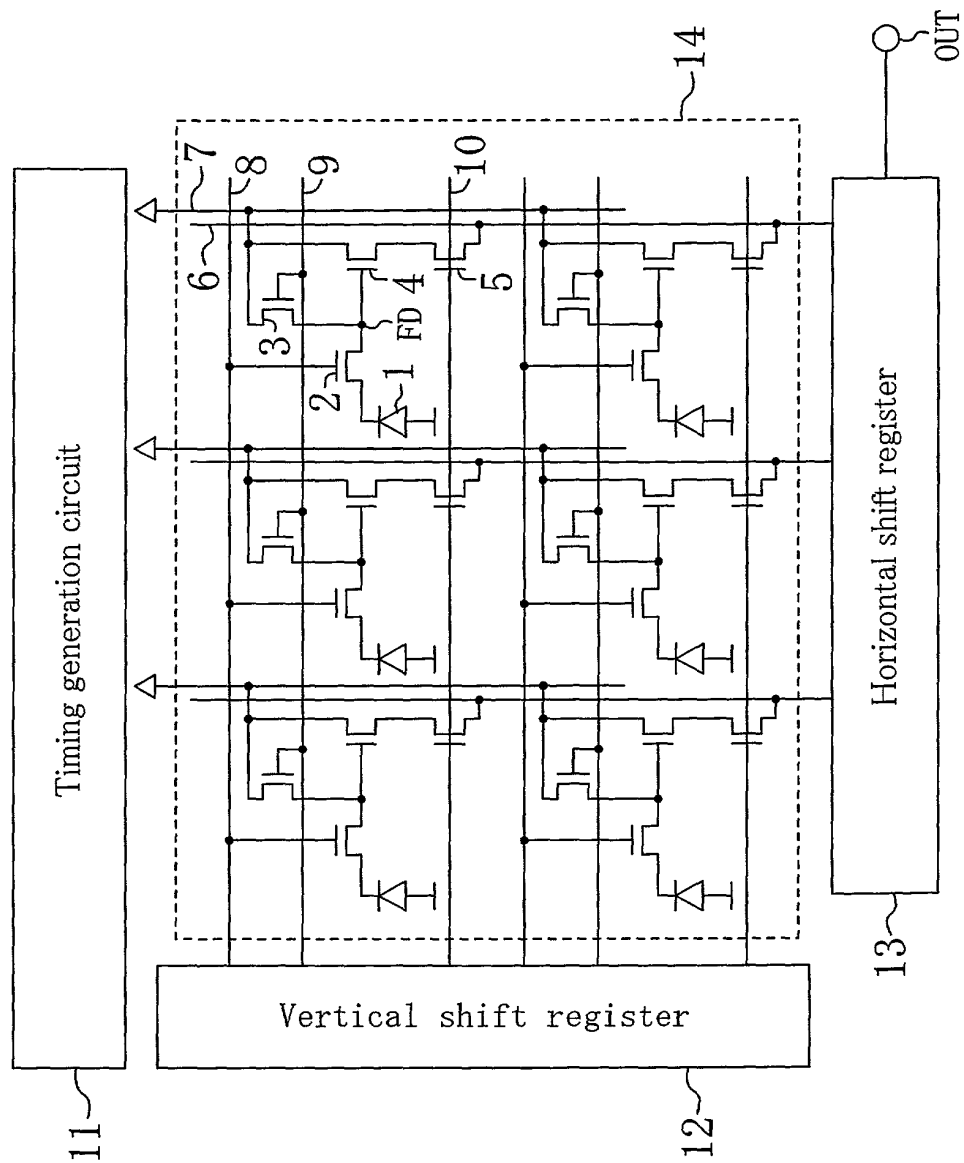 Timing generation circuit
11
14
7
8
6
9
3
2
4
FD
1
10
5
Vertical shift register
12
Horizontal shift register
13
OUT